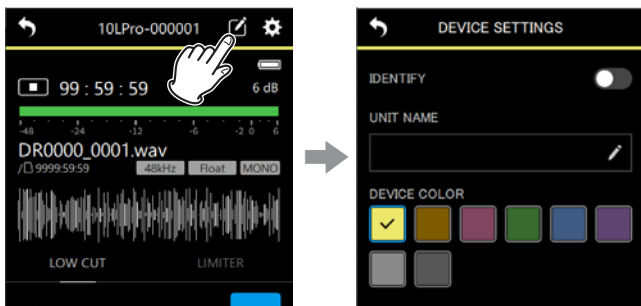 10LPro-000001
99 : 59 : 59
6 dB
-48 -24 -12 -6 -2 0 6
DR0000_0001.wav
/ 9999:59:59 48kHz Float MONO
LOW CUT LIMITER
DEVICE SETTINGS
IDENTIFY
UNIT NAME
DEVICE COLOR